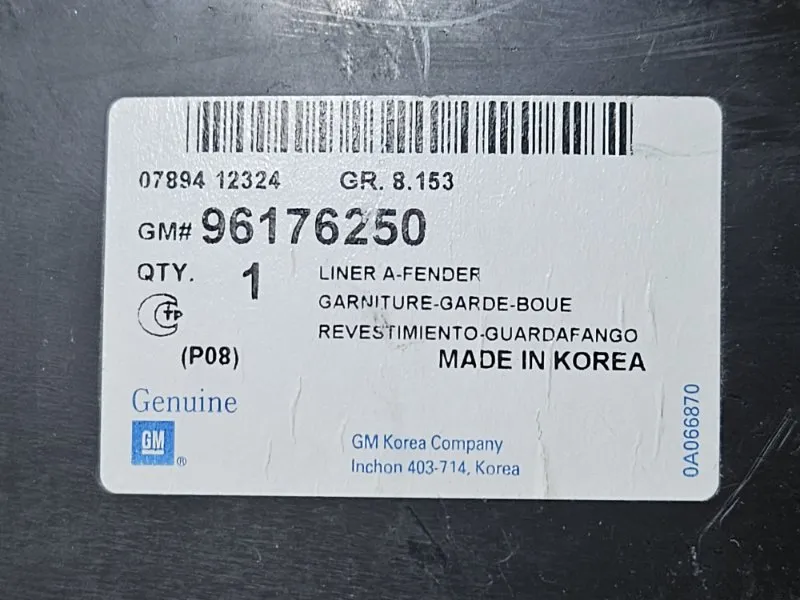 07894 12324 GR. 8.153
GM# 96176250
QTY. 1 LINER A-FENDER
GARNITURE-GARDE-BOUE
REVESTIMIENTO-GUARDAFANGO
(P08) MADE IN KOREA
Genuine
GM ®
GM Korea Company
Inchon 403-714, Korea
0A066870